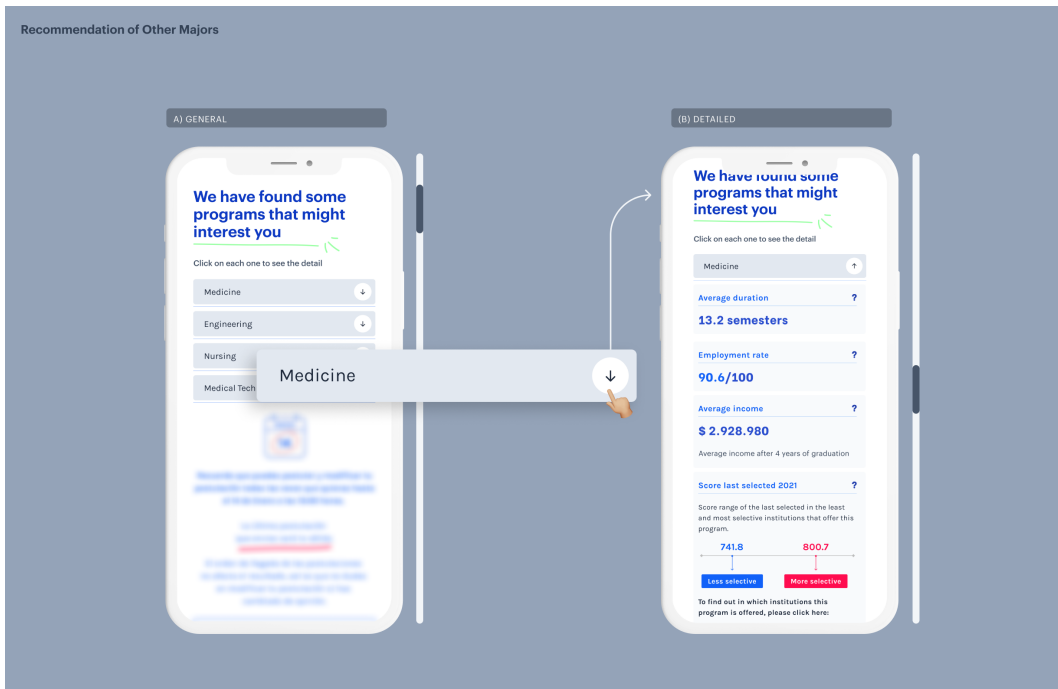 Recommendation of Other Majors
A) GENERAL
We have found some
programs that might
interest you
Click on each one to see the detail
Medicine
Engineering
Nursing
Medical Tech
Medicine
(B) DETAILED
We have found some
programs that might
interest you
Click on each one to see the detail
Medicine
Average duration ?
13.2 semesters
Employment rate ?
90.6/100
Average income ?
$ 2.928.980
Average income after 4 years of graduation
Score last selected 2021 ?
Score range of the last selected in the least
and most selective institutions that offer this
program.
741.8 800.7
Less selective More selective
To find out in which institutions this
program is offered, please click here: